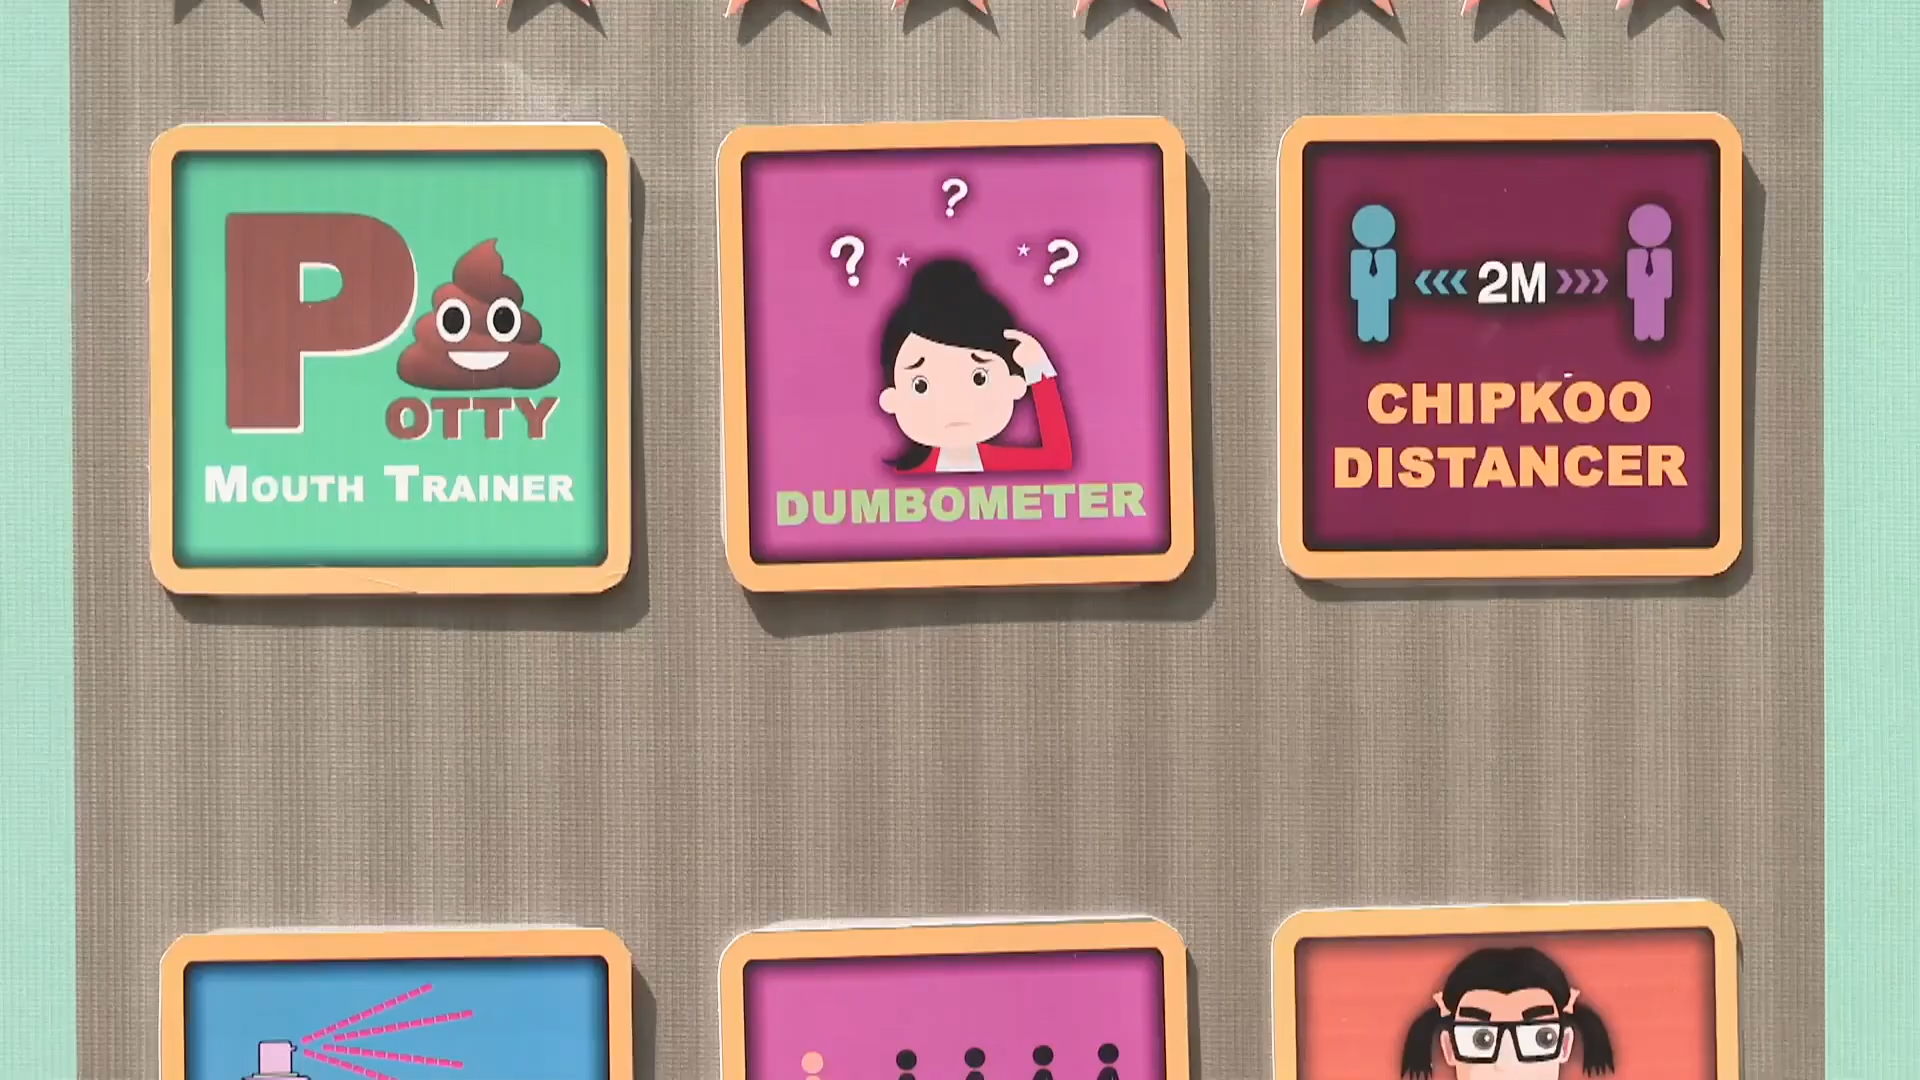 POTTY
MOUTH TRAINER
? ? ?
DUMBOMETER
<<< 2M >>>
CHIPKOO
DISTANCER